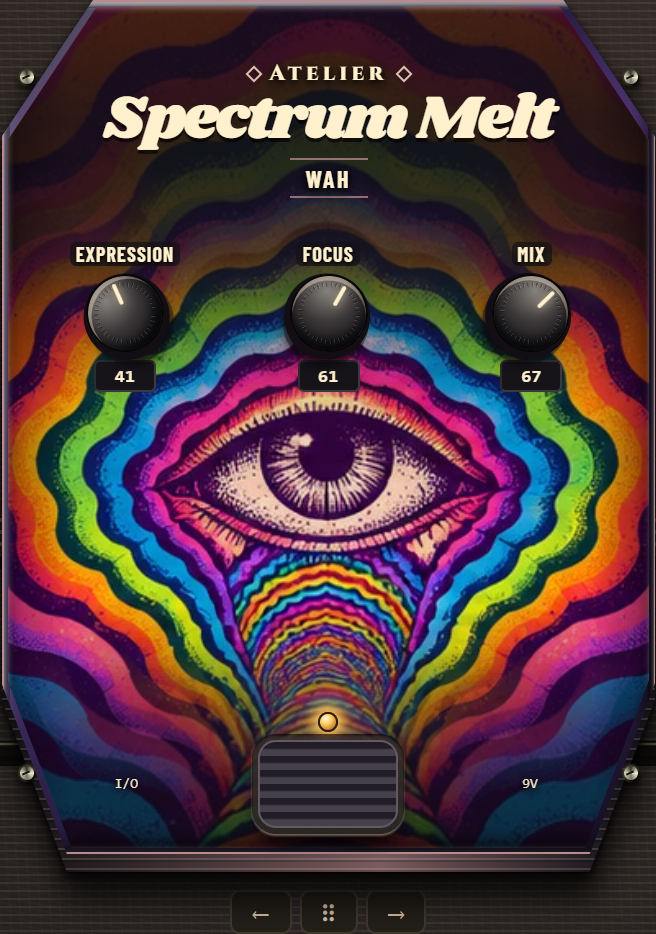 ATELIER
Spectrum Melt
WAH
EXPRESSION FOCUS MIX
41 61 67
I/O 9V
← →